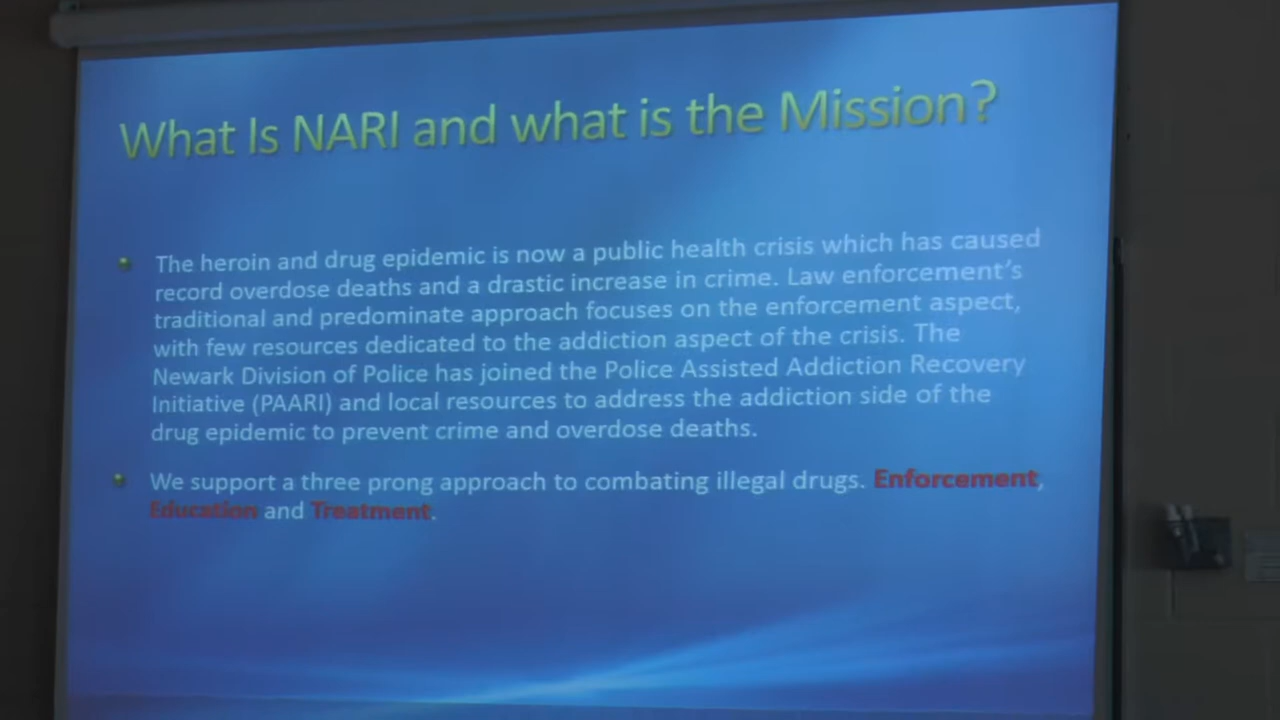 What Is NARI and what is the Mission?
The heroin and drug epidemic is now a public health crisis which has caused
record overdose deaths and a drastic increase in crime. Law enforcement's
traditional and predominate approach focuses on the enforcement aspect,
with few resources dedicated to the addiction aspect of the crisis. The
Newark Division of Police has joined the Police Assisted Addiction Recovery
Initiative (PAARI) and local resources to address the addiction side of the
drug epidemic to prevent crime and overdose deaths.
We support a three prong approach to combating illegal drugs. Enforcement,
Education and Treatment.